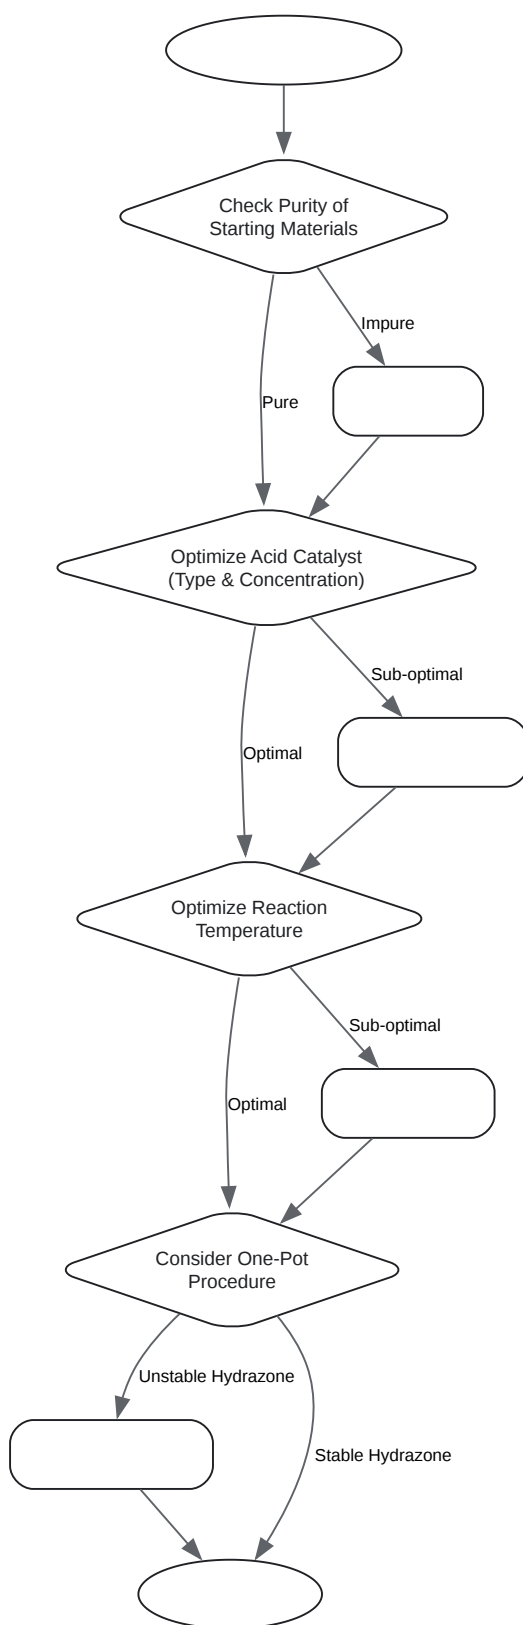 Check Purity of
Starting Materials
Impure
Pure
Optimize Acid Catalyst
(Type & Concentration)
Sub-optimal
Optimal
Optimize Reaction
Temperature
Sub-optimal
Optimal
Consider One-Pot
Procedure
Unstable Hydrazone
Stable Hydrazone